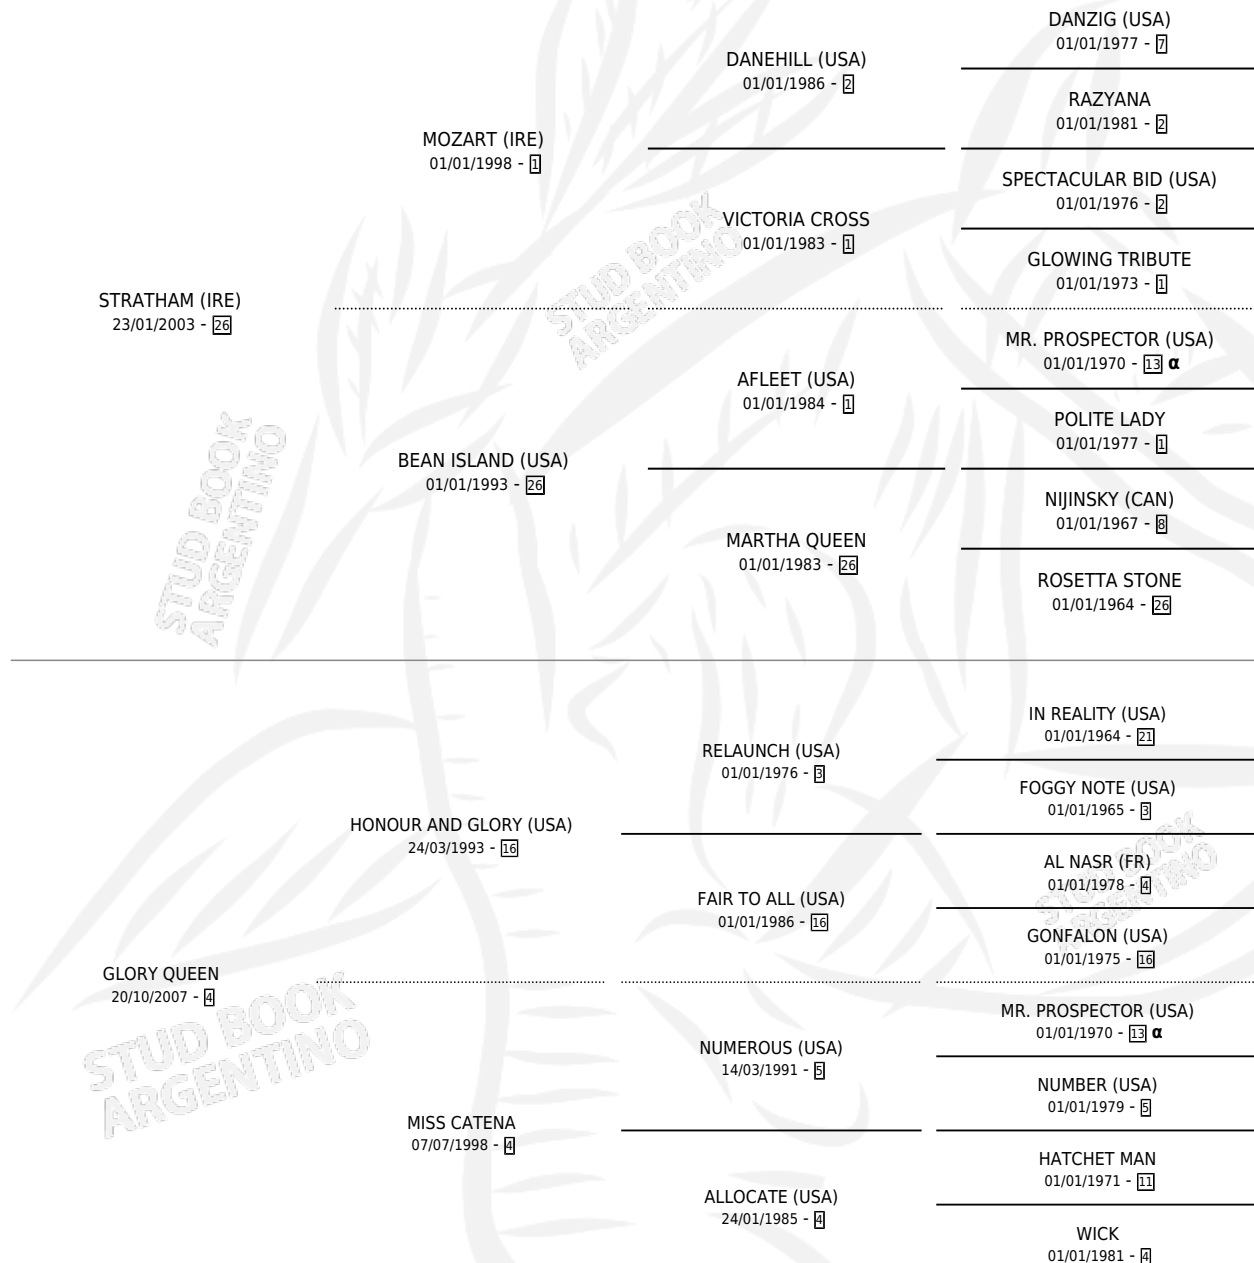 DANZIG (USA)
01/01/1977 - 7
DANEHILL (USA)
01/01/1986 - 2
RAZYANA
01/01/1981 - 2
MOZART (IRE)
01/01/1998 - 1
SPECTACULAR BID (USA)
01/01/1976 - 2
VICTORIA CROSS
01/01/1983 - 1
GLOWING TRIBUTE
01/01/1973 - 1
STRATHAM (IRE)
23/01/2003 - 26
MR. PROSPECTOR (USA)
01/01/1970 - 13 α
AFLEET (USA)
01/01/1984 - 1
POLITE LADY
01/01/1977 - 1
BEAN ISLAND (USA)
01/01/1993 - 26
NIJINSKY (CAN)
01/01/1967 - 8
MARTHA QUEEN
01/01/1983 - 26
ROSETTA STONE
01/01/1964 - 26
IN REALITY (USA)
01/01/1964 - 21
RELAUNCH (USA)
01/01/1976 - 3
FOGGY NOTE (USA)
01/01/1965 - 3
HONOUR AND GLORY (USA)
24/03/1993 - 16
AL NASR (FR)
01/01/1978 - 4
FAIR TO ALL (USA)
01/01/1986 - 16
GONFALON (USA)
01/01/1975 - 16
GLORY QUEEN
20/10/2007 - 4
MR. PROSPECTOR (USA)
01/01/1970 - 13 α
NUMEROUS (USA)
14/03/1991 - 5
NUMBER (USA)
01/01/1979 - 5
MISS CATENA
07/07/1998 - 4
HATCHET MAN
01/01/1971 - 11
ALLOCATE (USA)
24/01/1985 - 4
WICK
01/01/1981 - 4
STUD BOOK
ARGENTINO
STUD BOOK
ARGENTINO
STUD BOOK
ARGENTINO
STUD BOOK
ARGENTINO